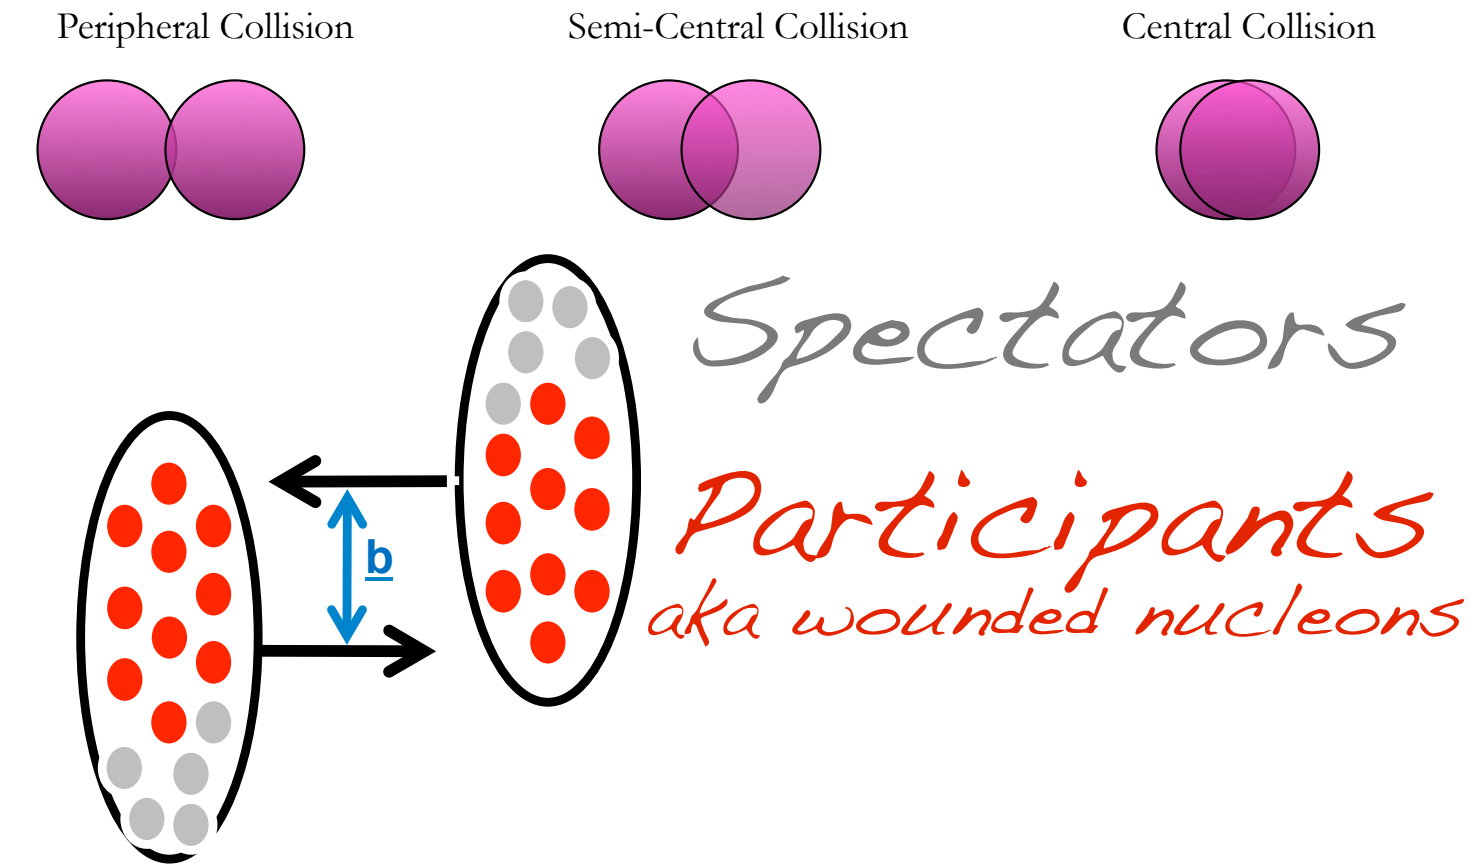 Peripheral Collision
Semi-Central Collision
Central Collision
Spectators
b
Participants
aka wounded nucleons